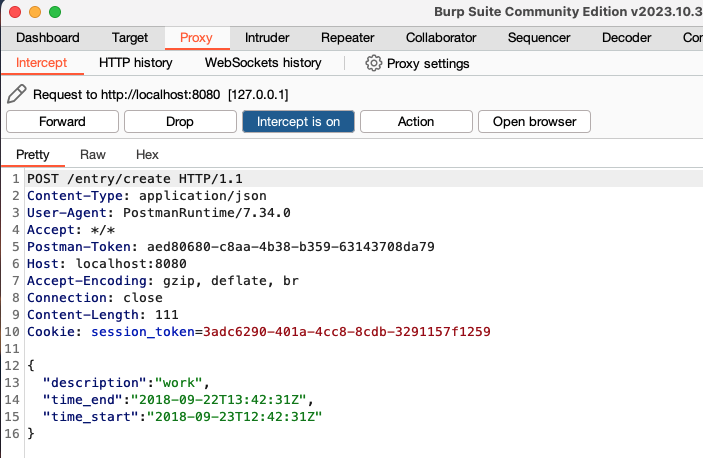 Burp Suite Community Edition v2023.10.3
Dashboard Target Proxy Intruder Repeater Collaborator Sequencer Decoder Cor
Intercept HTTP history WebSockets history Proxy settings
Request to http://localhost:8080 [127.0.0.1]
Forward Drop Intercept is on Action Open browser
Pretty Raw Hex
1 POST /entry/create HTTP/1.1
2 Content-Type: application/json
3 User-Agent: PostmanRuntime/7.34.0
4 Accept: */*
5 Postman-Token: aed80680-c8aa-4b38-b359-63143708da79
6 Host: localhost:8080
7 Accept-Encoding: gzip, deflate, br
8 Connection: close
9 Content-Length: 111
10 Cookie: session_token=3adc6290-401a-4cc8-8cdb-3291157f1259
11
12 {
13 "description":"work",
14 "time_end":"2018-09-22T13:42:31Z",
15 "time_start":"2018-09-23T12:42:31Z"
16 }